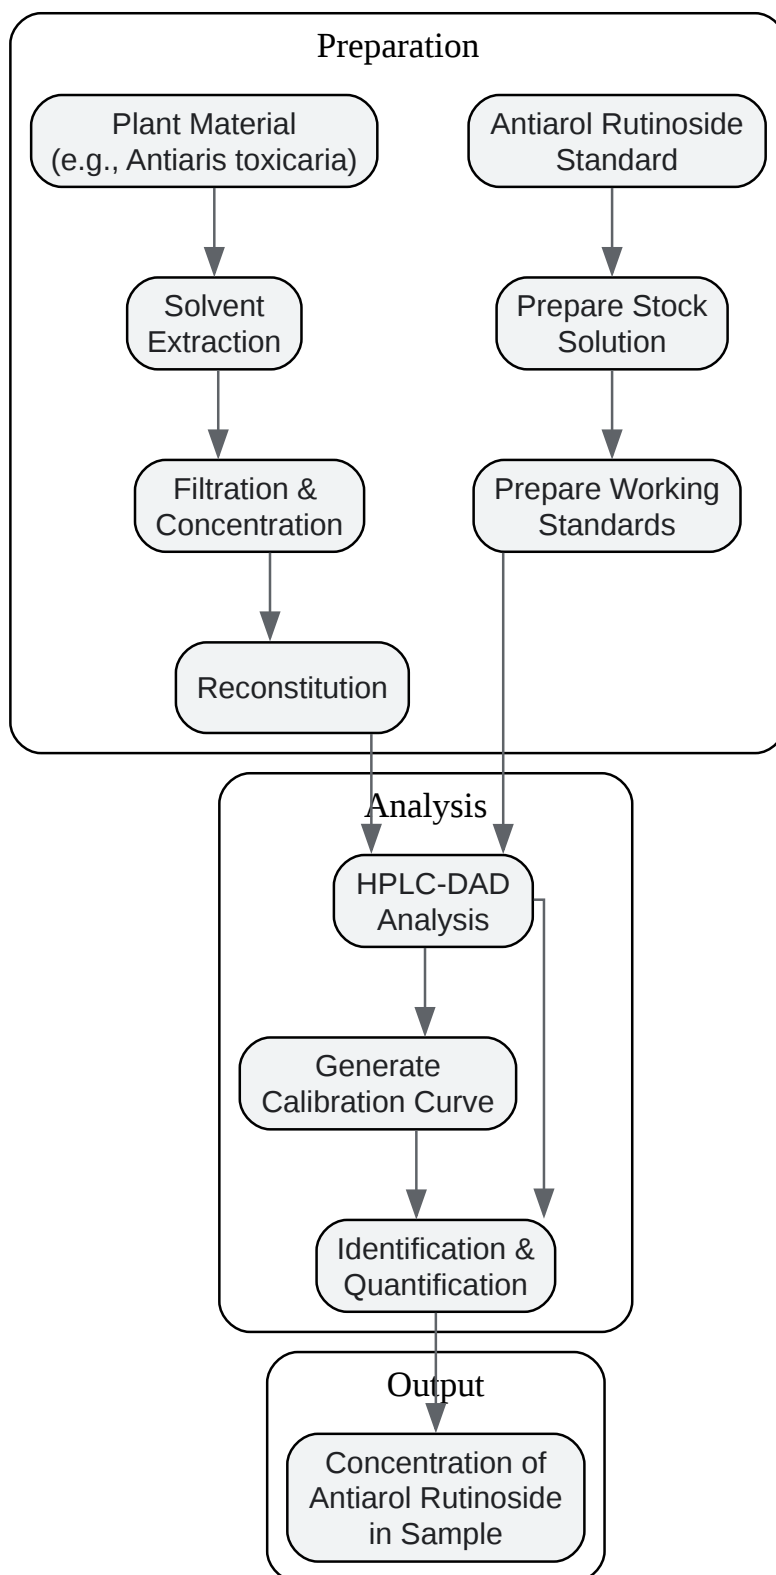 Preparation
Plant Material
(e.g., Antiaris toxicaria)
Antiarol Rutinoside
Standard
Solvent
Extraction
Prepare Stock
Solution
Filtration &
Concentration
Prepare Working
Standards
Reconstitution
Analysis
HPLC-DAD
Analysis
Generate
Calibration Curve
Identification &
Quantification
Output
Concentration of
Antiarol Rutinoside
in Sample